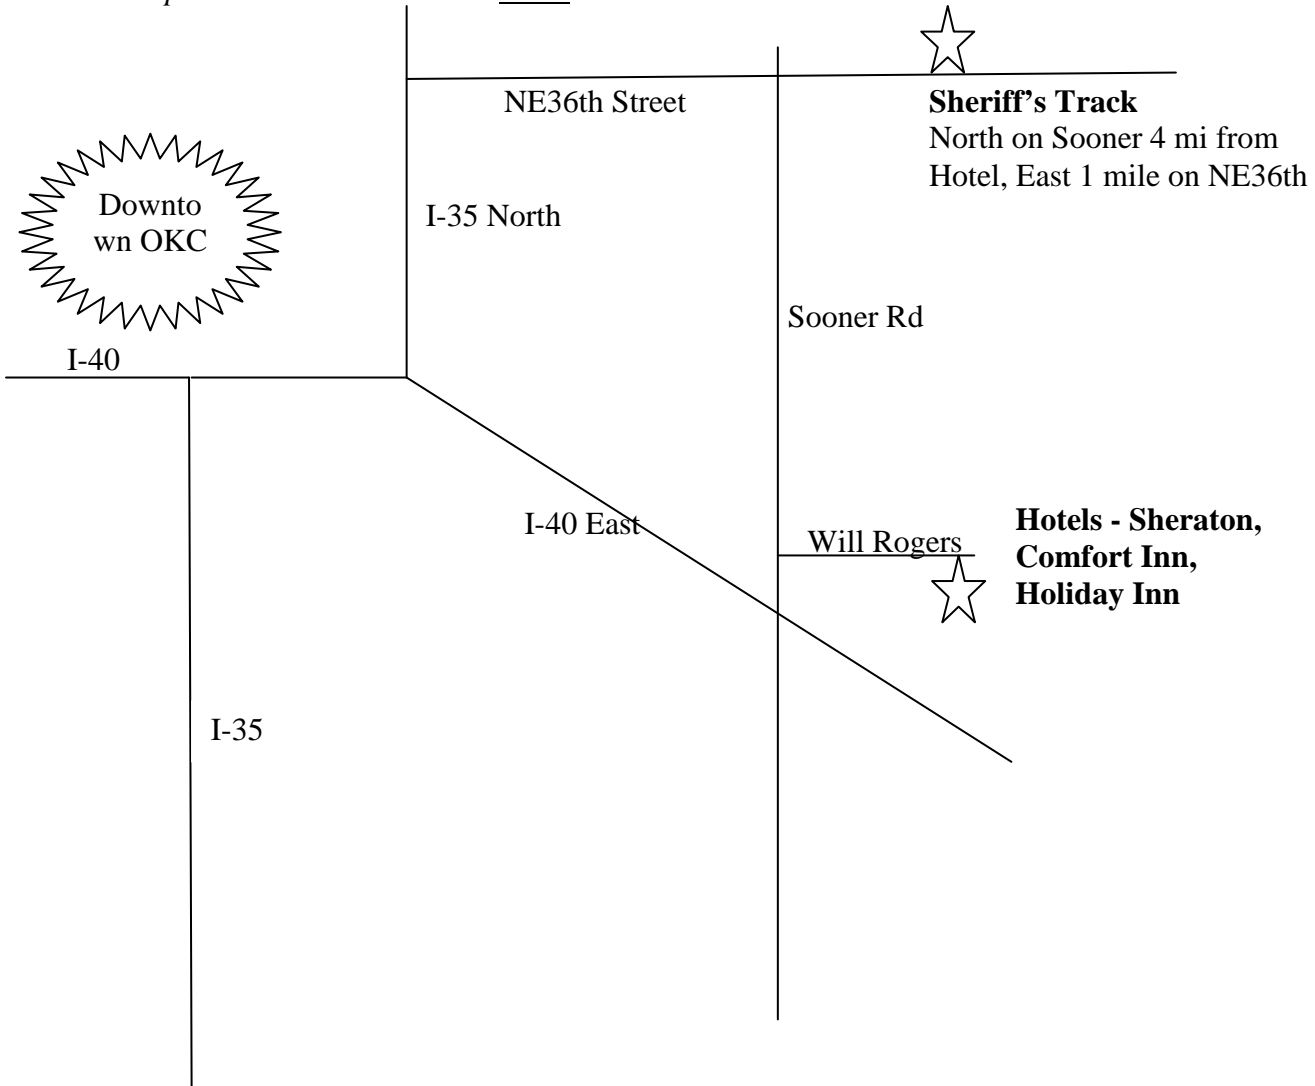 NE36th Street
Sheriff's Track
North on Sooner 4 mi from
Hotel, East 1 mile on NE36th
Downto
wn OKC
I-35 North
Sooner Rd
I-40
I-40 East
Will Rogers
Hotels - Sheraton,
Comfort Inn,
Holiday Inn
I-35